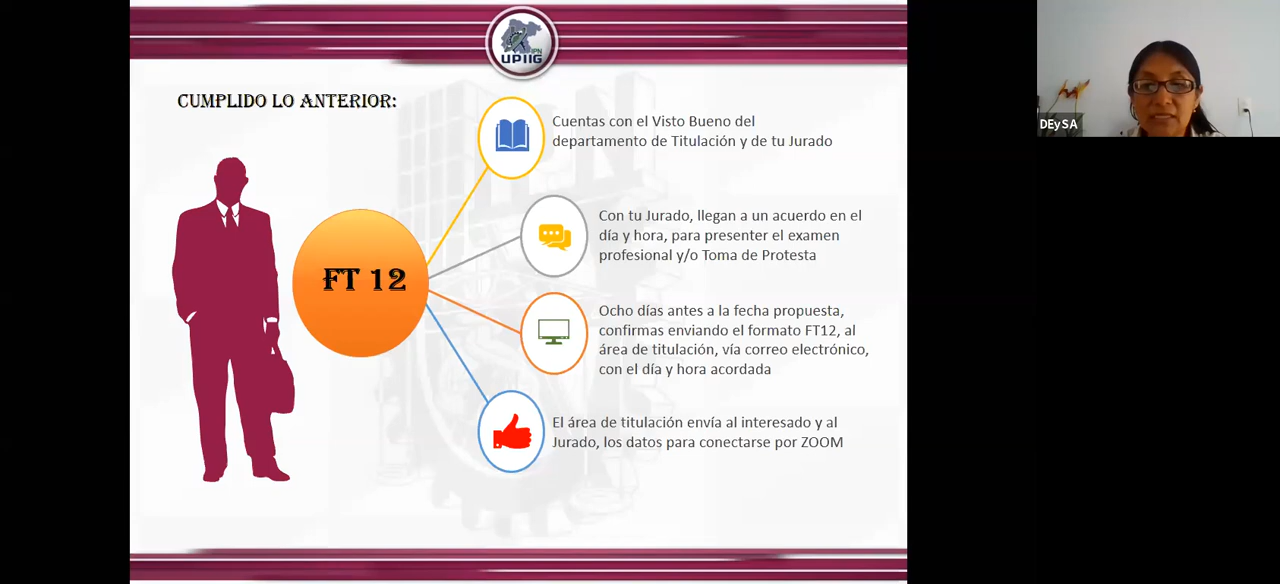 IPN
UPIIG
CUMPLIDO LO ANTERIOR:
FT 12
Cuentas con el Visto Bueno del
departamento de Titulación y de tu Jurado
Con tu Jurado, llegan a un acuerdo en el
día y hora, para presenter el examen
profesional y/o Toma de Protesta
Ocho días antes a la fecha propuesta,
confirmas enviando el formato FT12, al
área de titulación, vía correo electrónico,
con el día y hora acordada
El área de titulación envía al interesado y al
Jurado, los datos para conectarse por ZOOM
DEySA